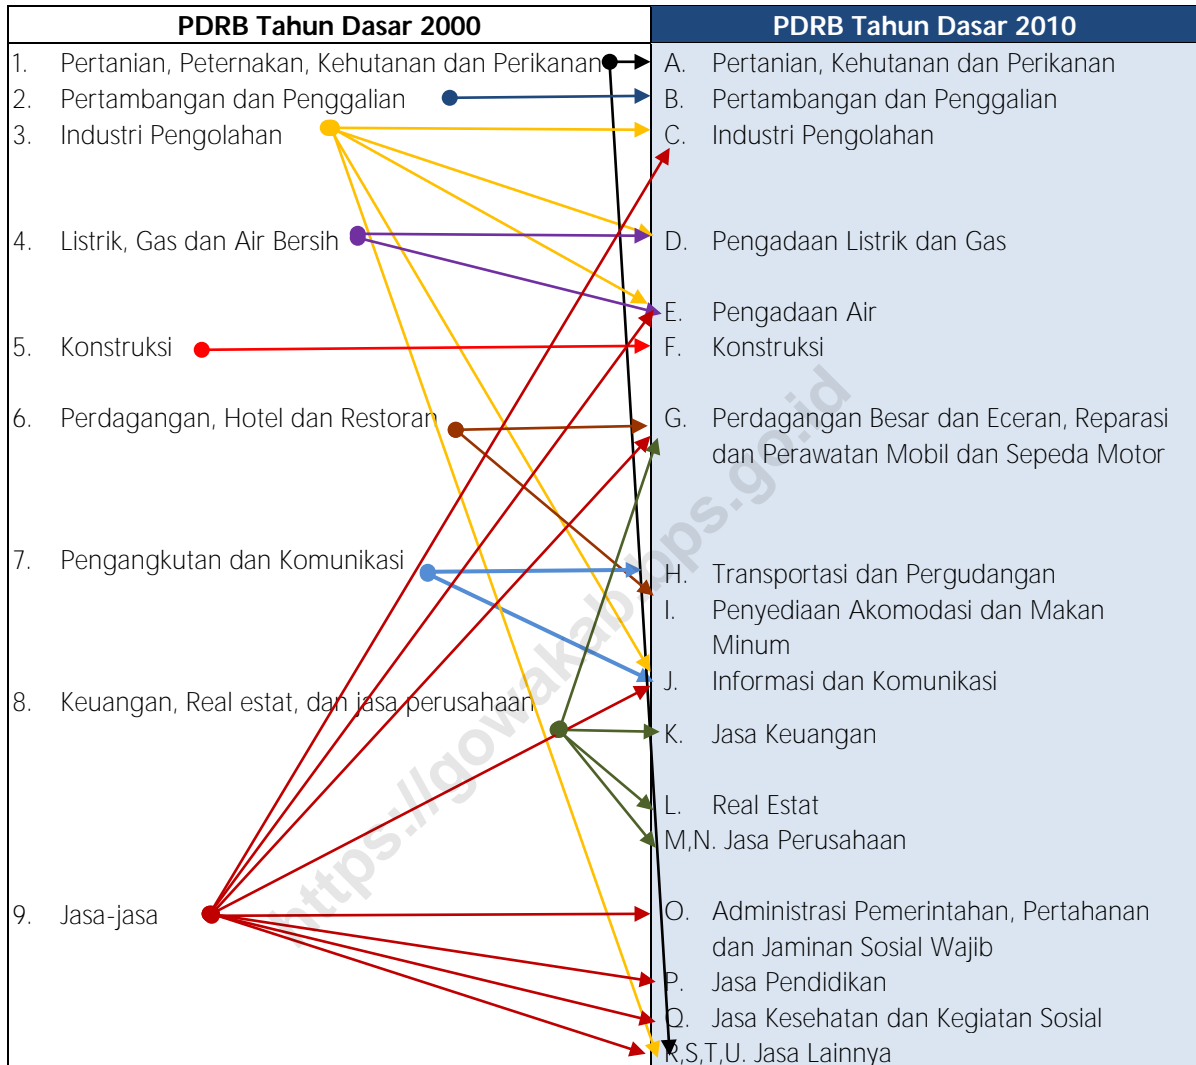 PDRB Tahun Dasar 2000
1. Pertanian, Peternakan, Kehutanan dan Perikanan
2. Pertambangan dan Penggalian
3. Industri Pengolahan
4. Listrik, Gas dan Air Bersih
5. Konstruksi
6. Perdagangan, Hotel dan Restoran
7. Pengangkutan dan Komunikasi
8. Keuangan, Real estat, dan jasa perusahaan
9. Jasa-jasa
PDRB Tahun Dasar 2010
A. Pertanian, Kehutanan dan Perikanan
B. Pertambangan dan Penggalian
C. Industri Pengolahan
D. Pengadaan Listrik dan Gas
E. Pengadaan Air
F. Konstruksi
G. Perdagangan Besar dan Eceran, Reparasi
dan Perawatan Mobil dan Sepeda Motor
H. Transportasi dan Pergudangan
I. Penyediaan Akomodasi dan Makan
Minum
J. Informasi dan Komunikasi
K. Jasa Keuangan
L. Real Estat
M,N. Jasa Perusahaan
O. Administrasi Pemerintahan, Pertahanan
dan Jaminan Sosial Wajib
P. Jasa Pendidikan
Q. Jasa Kesehatan dan Kegiatan Sosial
R,S,T,U. Jasa Lainnya
https://gowakab.bps.go.id